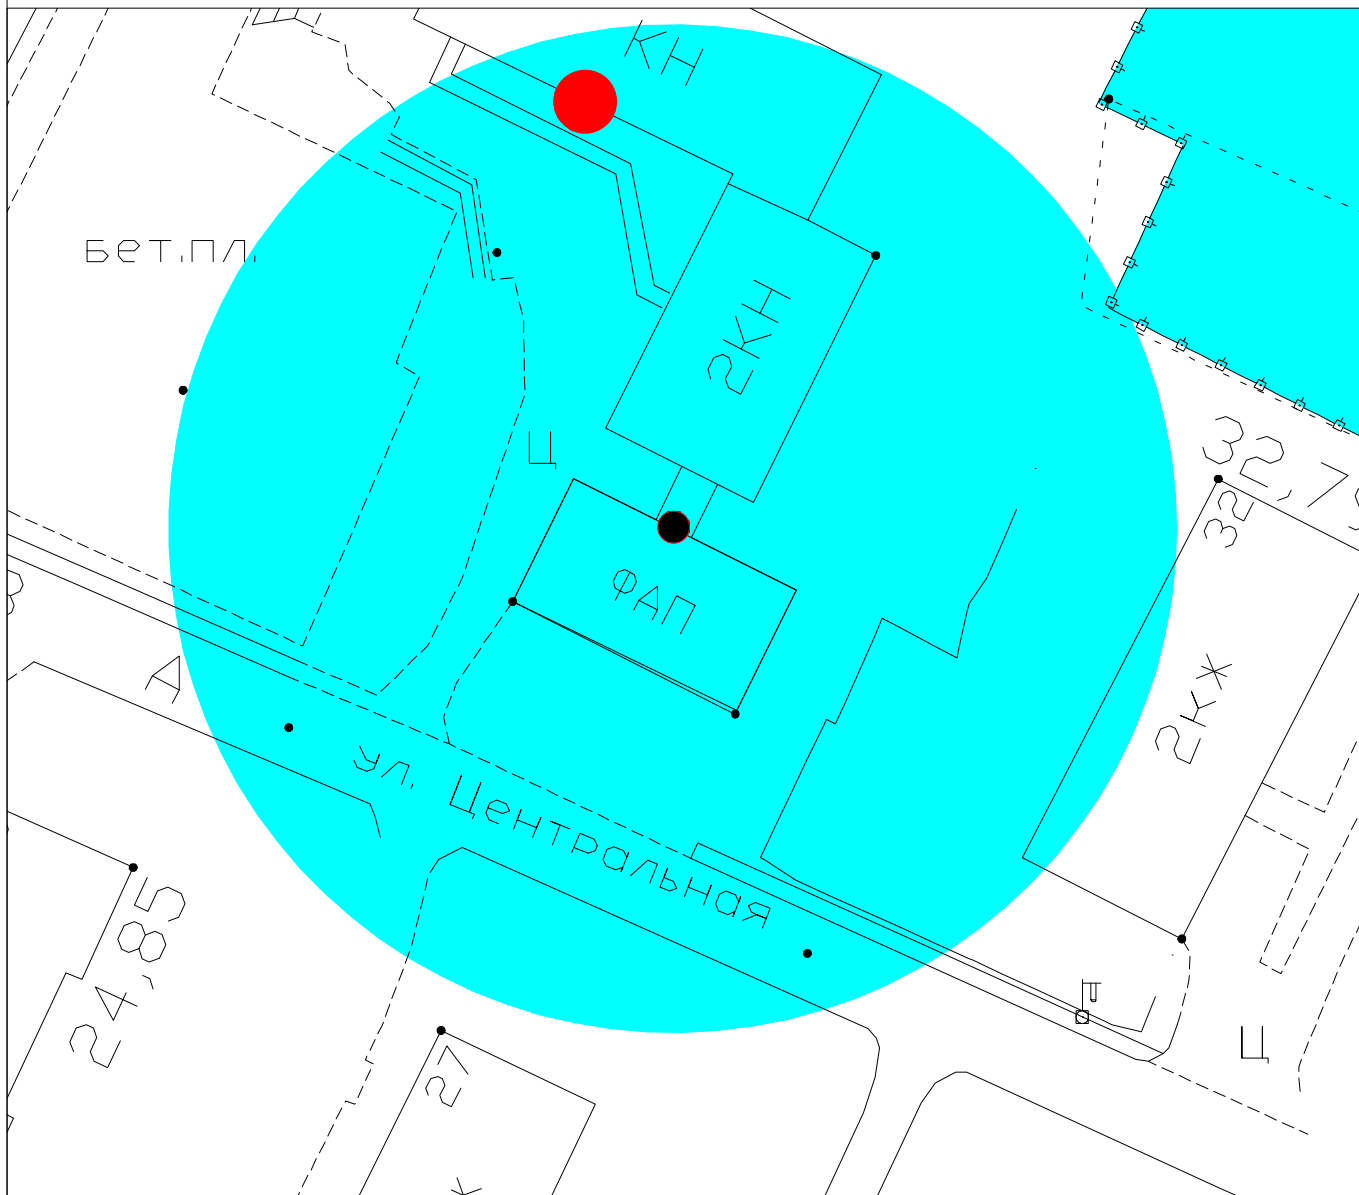 КН
Бет.пл.
2КН
Ц
32,79
32
ФАП
А
2КЖ
ул. Центральная
24,85
Ц
27